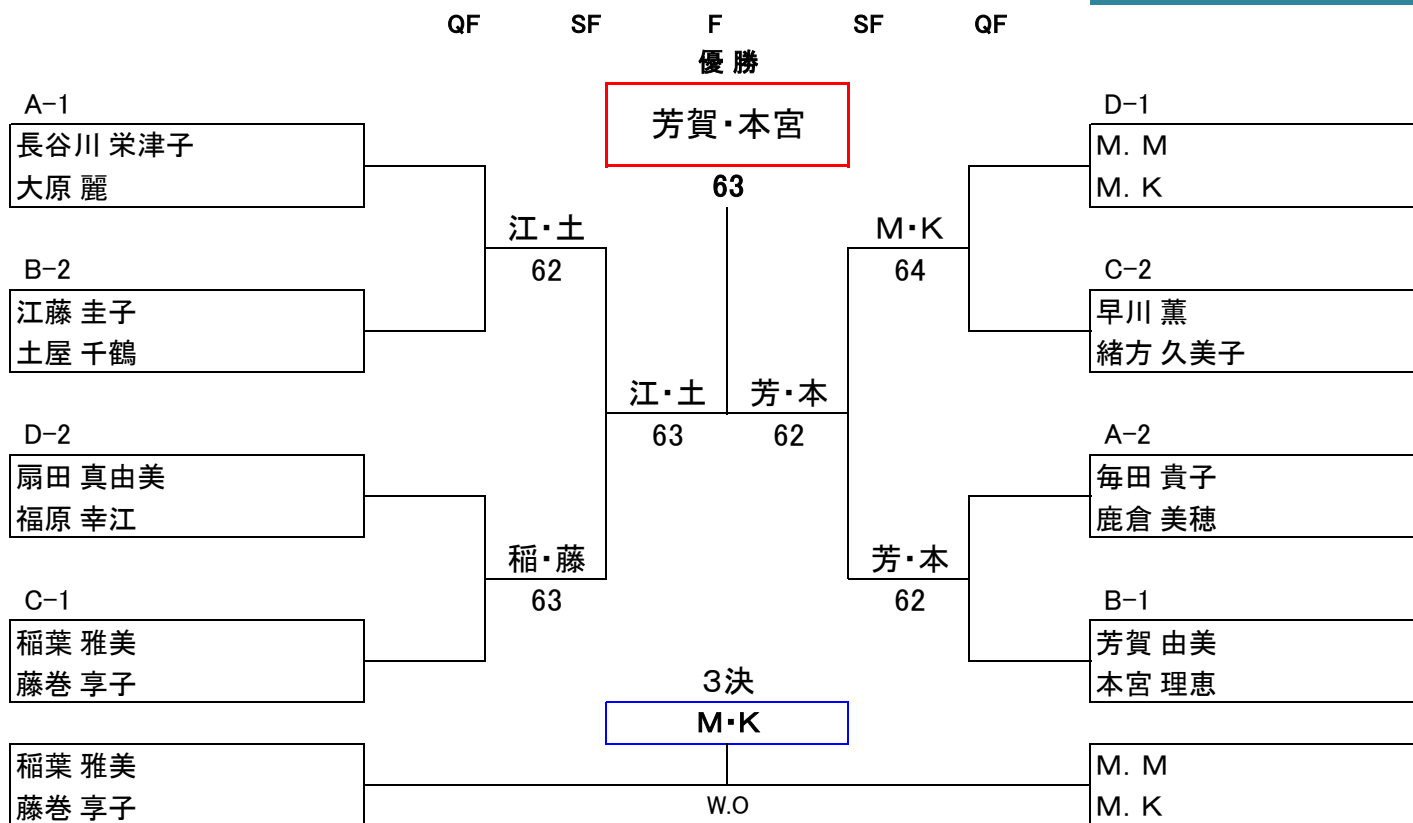 QF SF F SF QF
優 勝
芳賀・本宮
63
A-1
長谷川 栄津子
大原 麗
江・土
62
B-2
江藤 圭子
土屋 千鶴
江・土
63
D-2
扇田 真由美
福原 幸江
稲・藤
63
C-1
稲葉 雅美
藤巻 享子
D-1
M. M
M. K
M・K
64
C-2
早川 薫
緒方 久美子
芳・本
62
A-2
毎田 貴子
鹿倉 美穂
芳・本
62
B-1
芳賀 由美
本宮 理恵
3決
M・K
稲葉 雅美
藤巻 享子
W.O
M. M
M. K